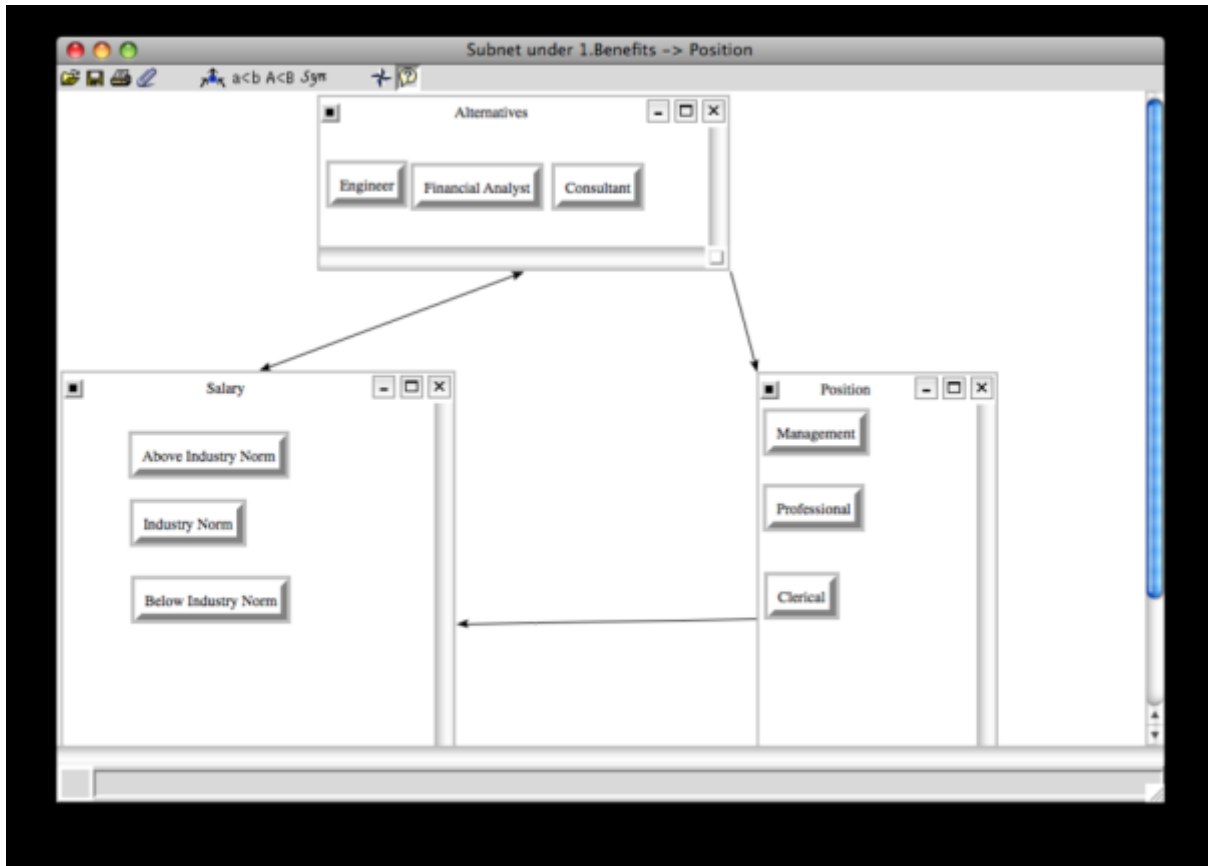 Subnet under 1.Benefits -> Position
a<b A<B Syn
Alternatives
Engineer Financial Analyst Consultant
Salary
Above Industry Norm
Industry Norm
Below Industry Norm
Position
Management
Professional
Clerical